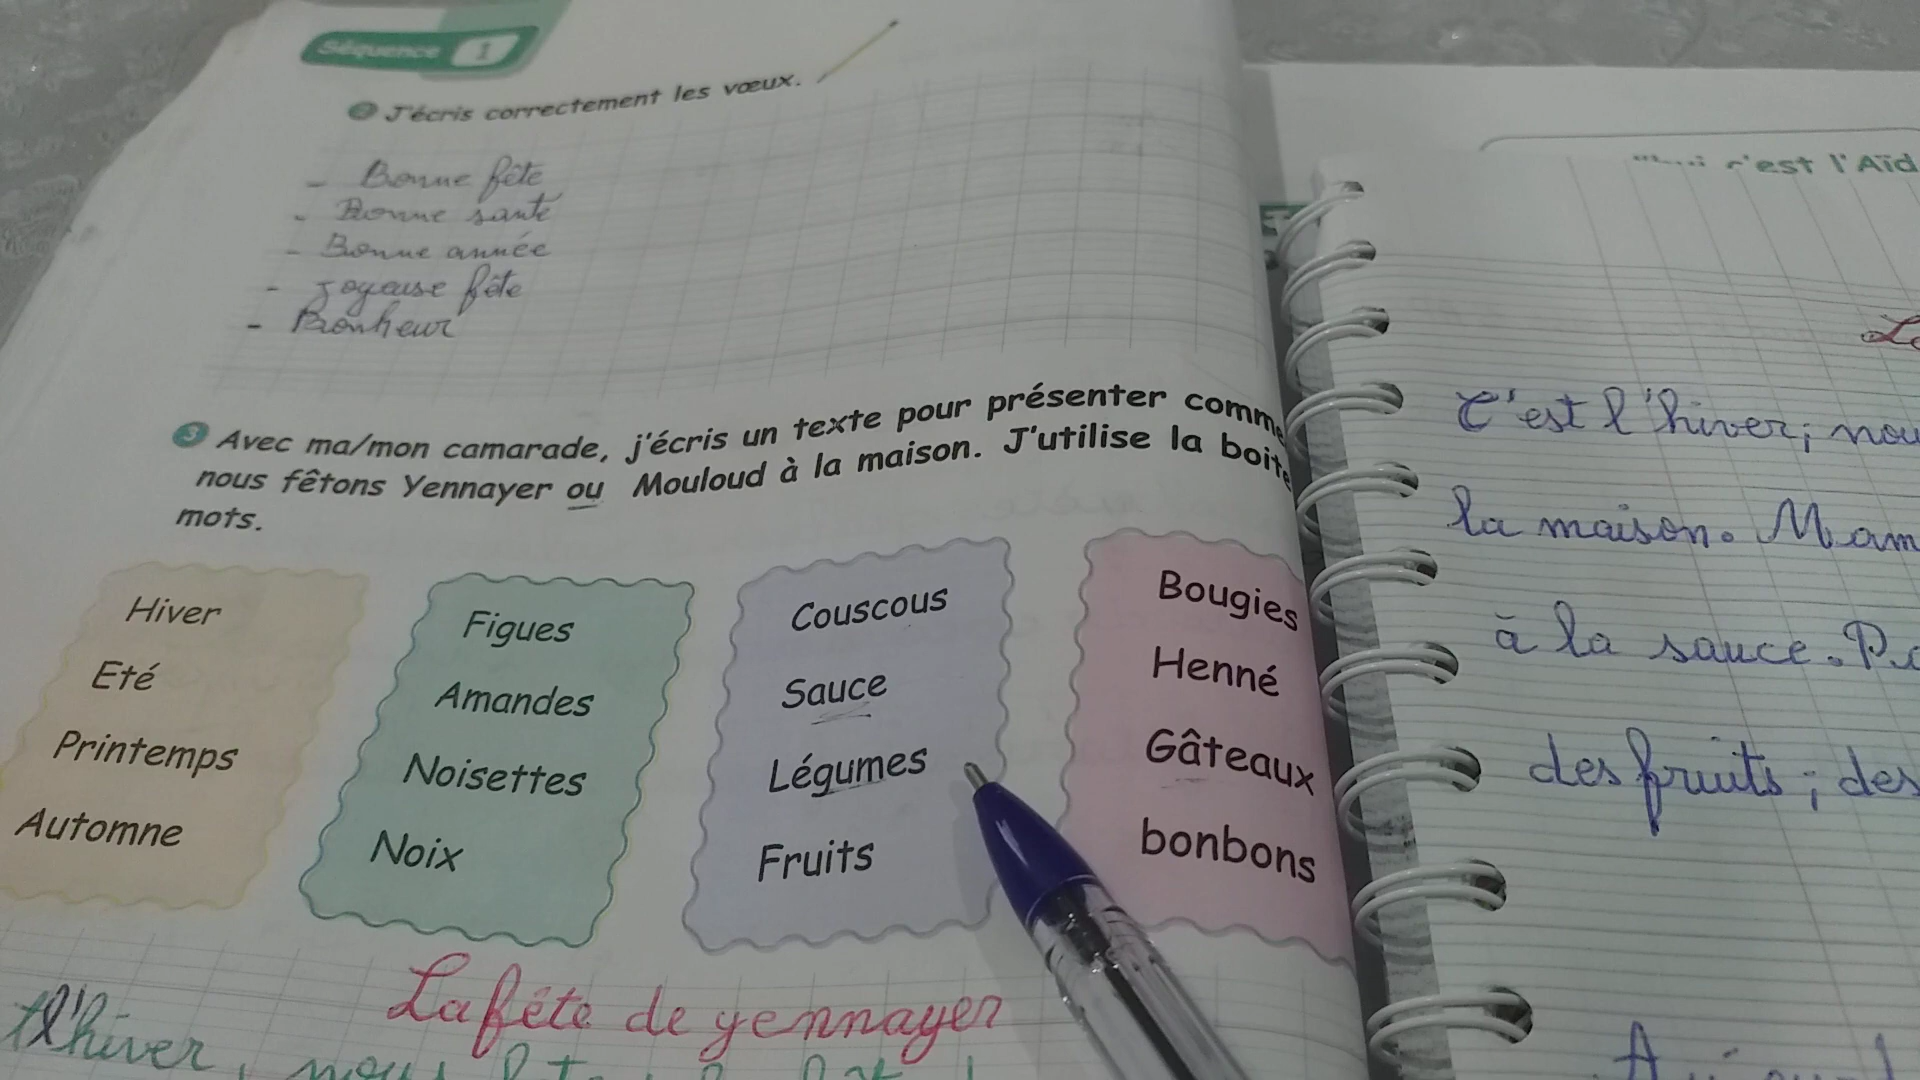 Séquence 1
2 J'écris correctement les vœux.
- Bonne fête
- Bonne santé
- Bonne année
- Joyeuse fête
- Bonheur
3 Avec ma/mon camarade, j'écris un texte pour présenter comme
nous fêtons Yennayer ou Mouloud à la maison. J'utilise la boite
mots.
Hiver
Eté
Printemps
Automne
Figues
Amandes
Noisettes
Noix
Couscous
Sauce
Légumes
Fruits
Bougies
Henné
Gâteaux
bonbons
La fête de yennayer
l'hiver, nous
c'est l'Aïd
C'est l'hiver; nou
la maison. Mam
à la sauce.
des fruits; des